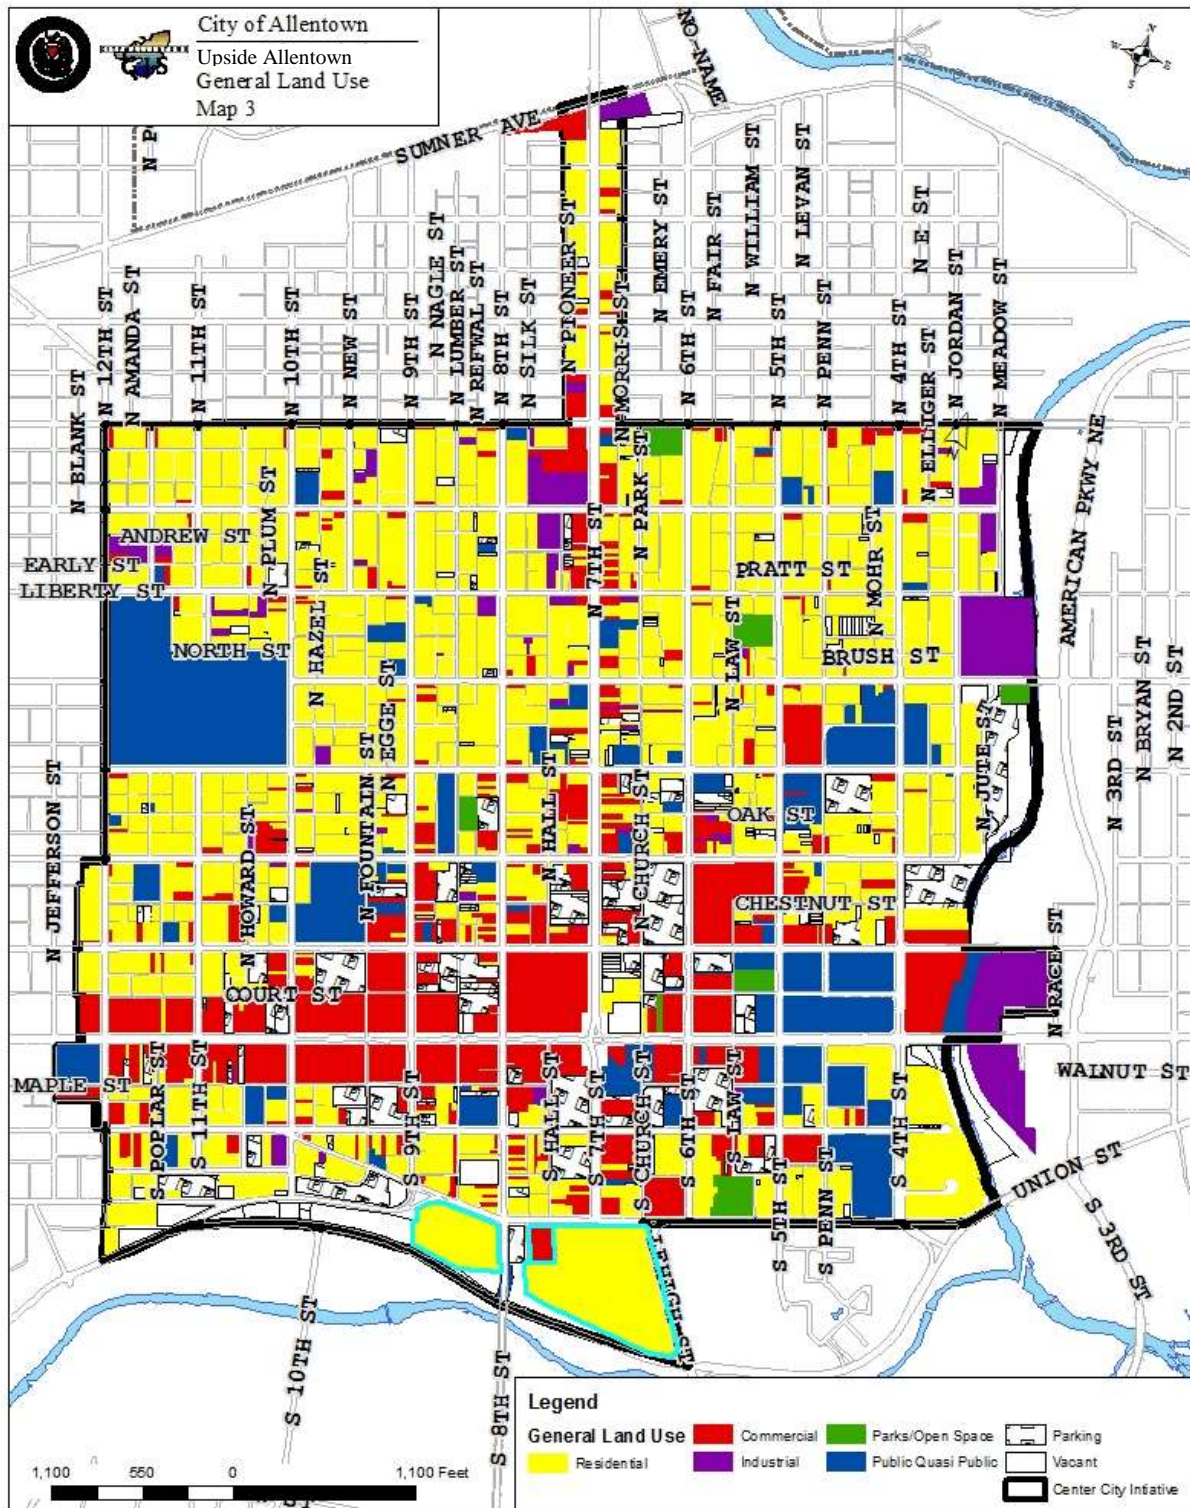 City of Allentown
Upside Allentown
General Land Use
Map 3
NO-NAME
SUMNER AVE
N EMERY ST
N FAIR ST
N WILLIAM ST
N LEVAN ST
N E ST
N 12TH ST
N AMANDA ST
N 11TH ST
N 10TH ST
N NEW ST
N 9TH ST
N NAGLE ST
N LUMBER ST
N REFWAL ST
N 8TH ST
N SILK ST
N PIONEER ST
N MORRIS ST
N 6TH ST
N 5TH ST
N PENN ST
N 4TH ST
N ELLIGER ST
N JORDAN ST
N MEADOW ST
N BLANK ST
N PLUM ST
N PARK ST
AMERICAN PKWY NE
ANDREW ST
EARLY ST
LIBERTY ST
N HAZEL ST
N 7TH ST
PRATT ST
N MOHR ST
NORTH ST
N LAW ST
BRUSH ST
N EGGE ST
N FOUNTAIN ST
N BRYAN ST
N 2ND ST
N 3RD ST
N JUTE ST
N JEFFERSON ST
N HOWARD ST
N HALL ST
N CHURCH ST
OAK ST
CHESTNUT ST
N RACE ST
COURT ST
MAPLE ST
WALNUT ST
S POPLAR ST
S 11TH ST
S 9TH ST
S HALL ST
S 7TH ST
S CHURCH ST
S 6TH ST
S LAW ST
S 5TH ST
S PENN ST
S 4TH ST
UNION ST
S 3RD ST
LEHIGH ST
S 10TH ST
S 8TH ST
Legend
General Land Use
Residential
Commercial
Industrial
Parks/Open Space
Public Quasi Public
Parking
Vacant
Center City Intiative
1,100 550 0 1,100 Feet